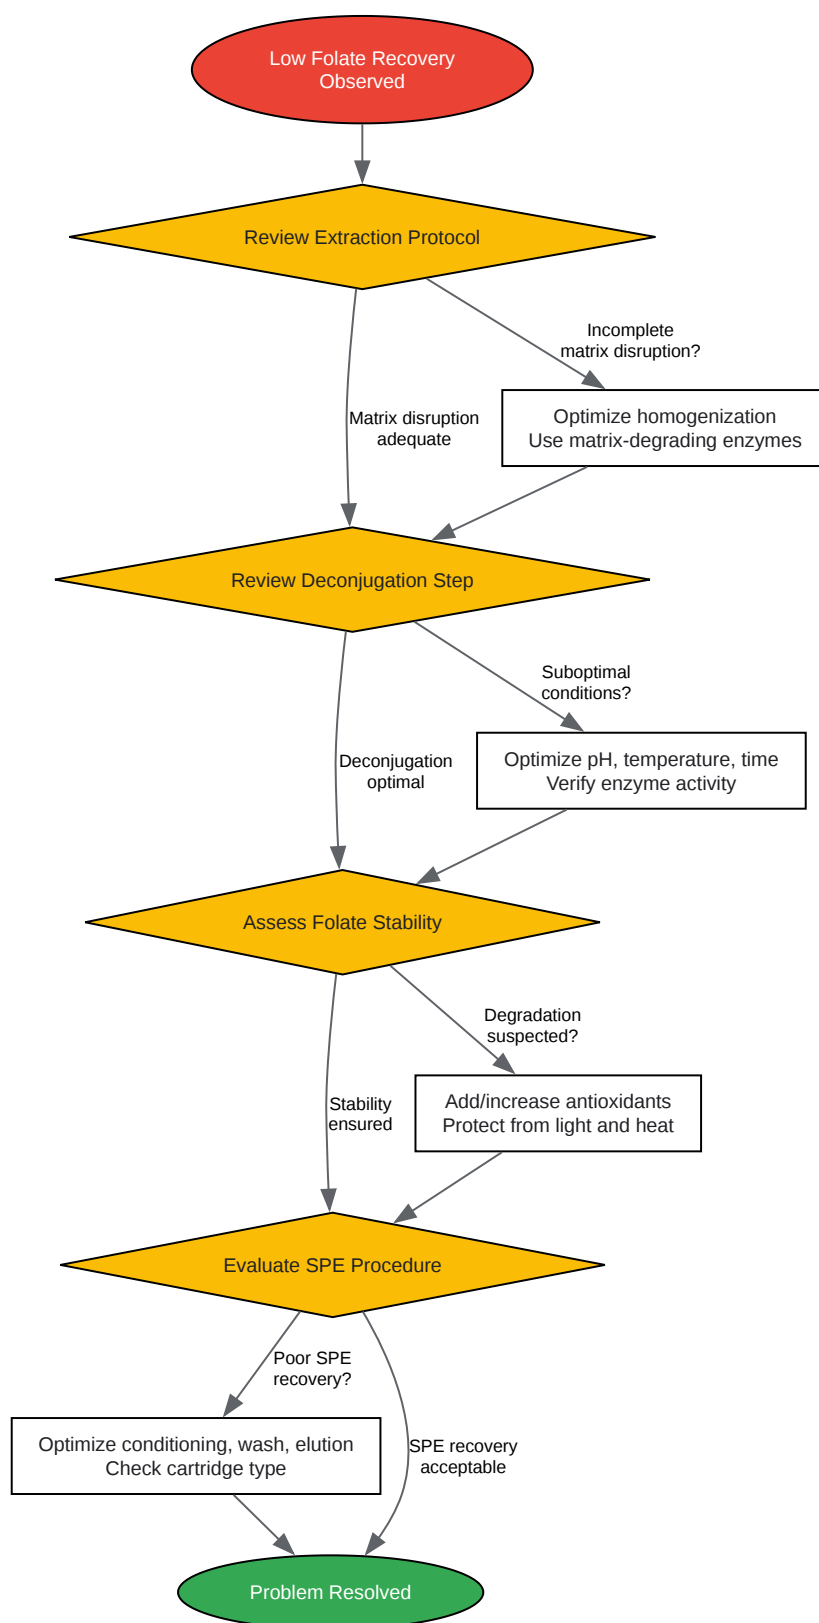 Low Folate Recovery
Observed
Review Extraction Protocol
Incomplete
matrix disruption?
Optimize homogenization
Use matrix-degrading enzymes
Matrix disruption
adequate
Review Deconjugation Step
Suboptimal
conditions?
Optimize pH, temperature, time
Verify enzyme activity
Deconjugation
optimal
Assess Folate Stability
Degradation
suspected?
Add/increase antioxidants
Protect from light and heat
Stability
ensured
Evaluate SPE Procedure
Poor SPE
recovery?
Optimize conditioning, wash, elution
Check cartridge type
SPE recovery
acceptable
Problem Resolved